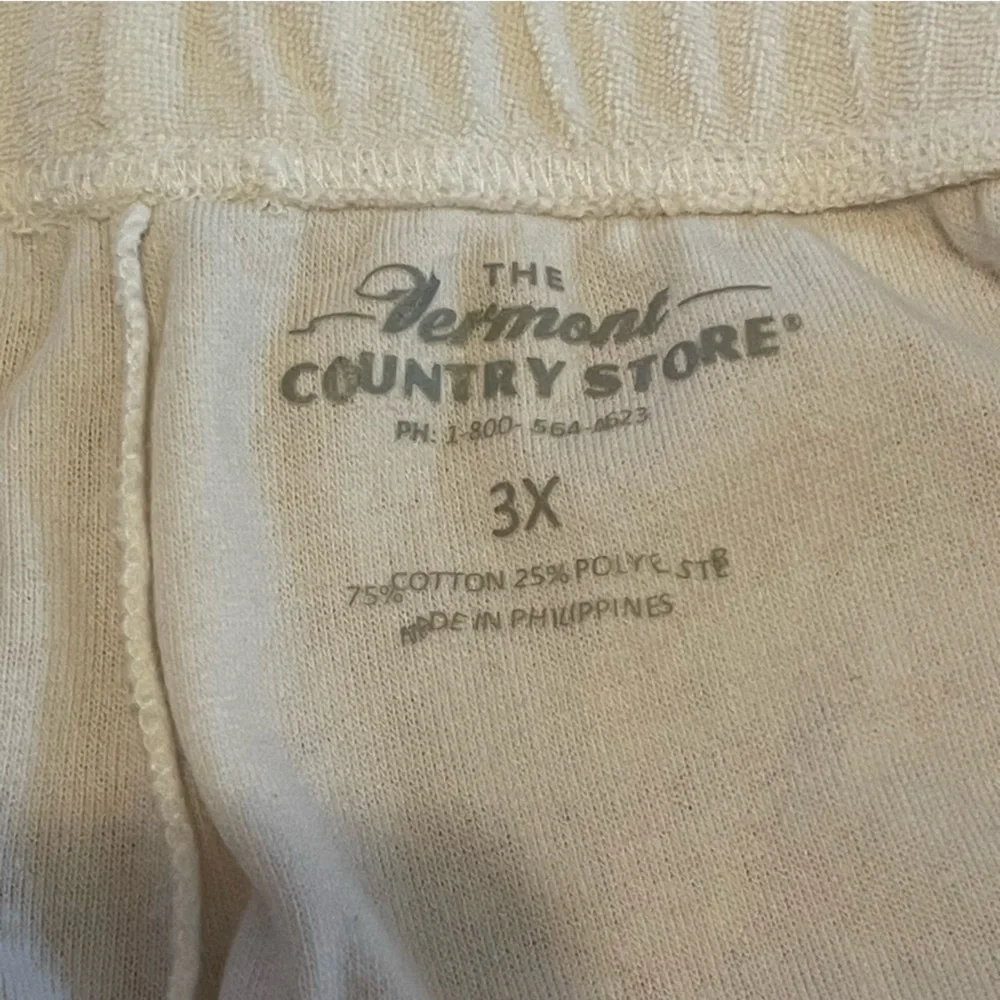 THE
Vermont
COUNTRY STORE®
PH: 1-800-564-4623
3X
75% COTTON 25% POLYESTER
MADE IN PHILIPPINES